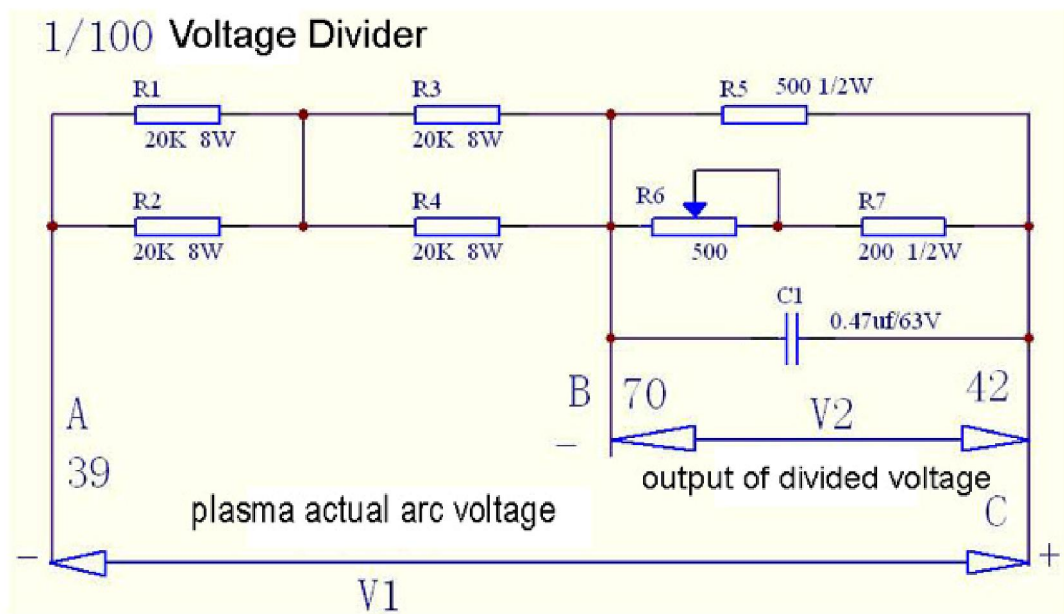 1/100 Voltage Divider
R1
20K 8W
R3
20K 8W
R5 500 1/2W
R2
20K 8W
R4
20K 8W
R6
500
R7
200 1/2W
C1
0.47uf/63V
A
39
B 70
V2
42
-
output of divided voltage
plasma actual arc voltage
C
-
V1
+